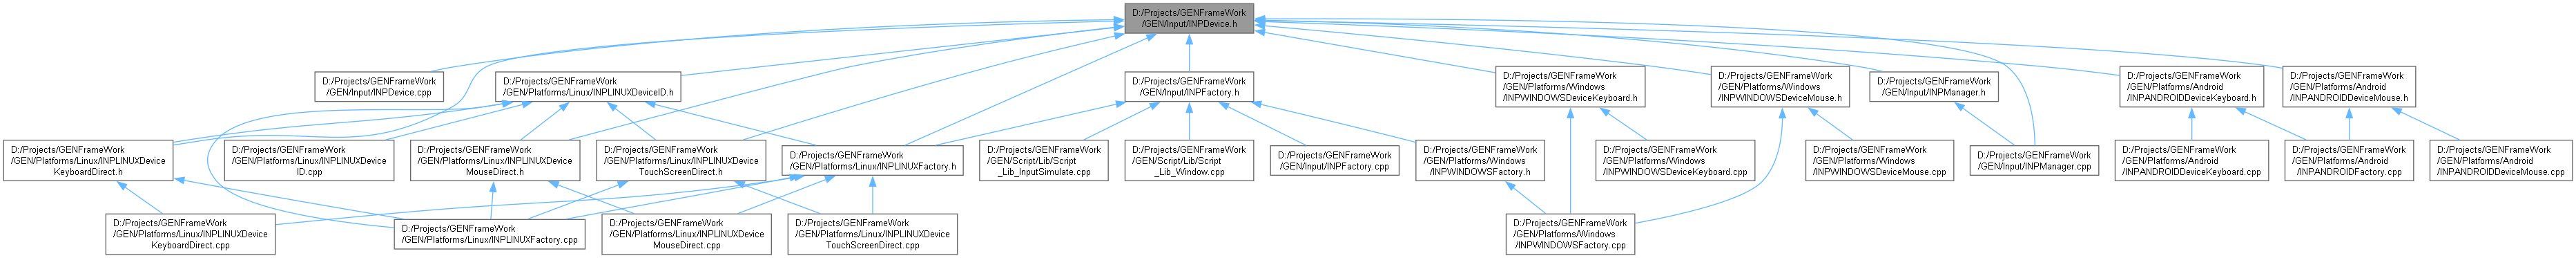 D:/Projects/GENFrameWork
/GEN/Input/INPDevice.h
D:/Projects/GENFrameWork
/GEN/Input/INPDevice.cpp
D:/Projects/GENFrameWork
/GEN/Platforms/Linux/INPLINUXDeviceID.h
D:/Projects/GENFrameWork
/GEN/Input/INPFactory.h
D:/Projects/GENFrameWork
/GEN/Platforms/Windows
/INPWINDOWSDeviceKeyboard.h
D:/Projects/GENFrameWork
/GEN/Platforms/Windows
/INPWINDOWSDeviceMouse.h
D:/Projects/GENFrameWork
/GEN/Input/INPManager.h
D:/Projects/GENFrameWork
/GEN/Platforms/Android
/INPANDROIDDeviceKeyboard.h
D:/Projects/GENFrameWork
/GEN/Platforms/Android
/INPANDROIDDeviceMouse.h
D:/Projects/GENFrameWork
/GEN/Platforms/Linux/INPLINUXDevice
KeyboardDirect.h
D:/Projects/GENFrameWork
/GEN/Platforms/Linux/INPLINUXDevice
ID.cpp
D:/Projects/GENFrameWork
/GEN/Platforms/Linux/INPLINUXDevice
MouseDirect.h
D:/Projects/GENFrameWork
/GEN/Platforms/Linux/INPLINUXDevice
TouchScreenDirect.h
D:/Projects/GENFrameWork
/GEN/Platforms/Linux/INPLINUXFactory.h
D:/Projects/GENFrameWork
/GEN/Script/Lib/Script
_Lib_InputSimulate.cpp
D:/Projects/GENFrameWork
/GEN/Script/Lib/Script
_Lib_Window.cpp
D:/Projects/GENFrameWork
/GEN/Input/INPFactory.cpp
D:/Projects/GENFrameWork
/GEN/Platforms/Windows
/INPWINDOWSFactory.h
D:/Projects/GENFrameWork
/GEN/Platforms/Windows
/INPWINDOWSDeviceKeyboard.cpp
D:/Projects/GENFrameWork
/GEN/Platforms/Windows
/INPWINDOWSDeviceMouse.cpp
D:/Projects/GENFrameWork
/GEN/Input/INPManager.cpp
D:/Projects/GENFrameWork
/GEN/Platforms/Android
/INPANDROIDDeviceKeyboard.cpp
D:/Projects/GENFrameWork
/GEN/Platforms/Android
/INPANDROIDFactory.cpp
D:/Projects/GENFrameWork
/GEN/Platforms/Android
/INPANDROIDDeviceMouse.cpp
D:/Projects/GENFrameWork
/GEN/Platforms/Linux/INPLINUXDevice
KeyboardDirect.cpp
D:/Projects/GENFrameWork
/GEN/Platforms/Linux/INPLINUXFactory.cpp
D:/Projects/GENFrameWork
/GEN/Platforms/Linux/INPLINUXDevice
MouseDirect.cpp
D:/Projects/GENFrameWork
/GEN/Platforms/Linux/INPLINUXDevice
TouchScreenDirect.cpp
D:/Projects/GENFrameWork
/GEN/Platforms/Windows
/INPWINDOWSFactory.cpp